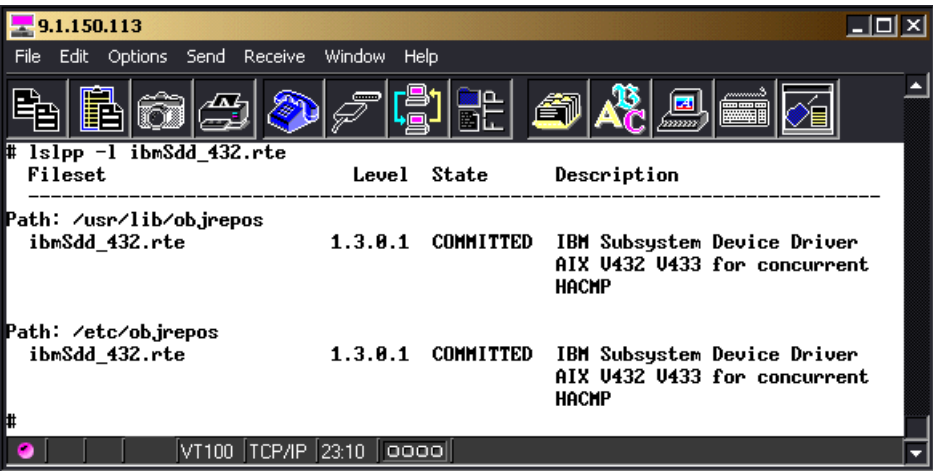 9.1.150.113
File Edit Options Send Receive Window Help
FTP
# lslpp -l ibmSdd_432.rte
Fileset Level State Description
--------------------------------------------------------------------------------
Path: /usr/lib/objrepos
ibmSdd_432.rte 1.3.0.1 COMMITTED IBM Subsystem Device Driver
AIX V432 V433 for concurrent
HACMP
Path: /etc/objrepos
ibmSdd_432.rte 1.3.0.1 COMMITTED IBM Subsystem Device Driver
AIX V432 V433 for concurrent
HACMP
#
VT100 TCP/IP 23:10